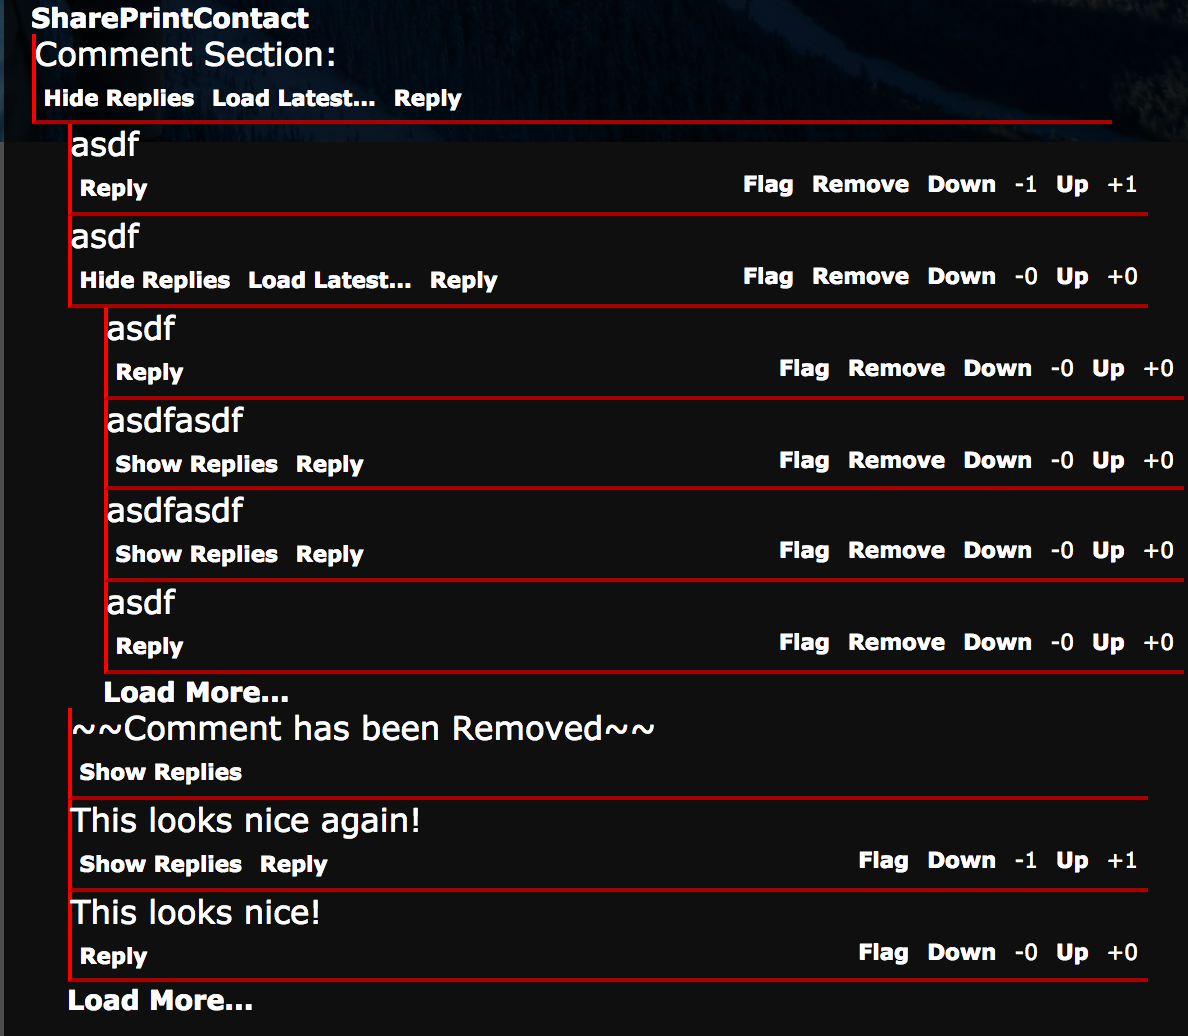 SharePrintContact
Comment Section:
Hide Replies Load Latest... Reply
asdf
Reply Flag Remove Down -1 Up +1
asdf
Hide Replies Load Latest... Reply Flag Remove Down -0 Up +0
asdf
Reply Flag Remove Down -0 Up +0
asdfasdf
Show Replies Reply Flag Remove Down -0 Up +0
asdfasdf
Show Replies Reply Flag Remove Down -0 Up +0
asdf
Reply Flag Remove Down -0 Up +0
Load More...
~~Comment has been Removed~~
Show Replies
This looks nice again!
Show Replies Reply Flag Down -1 Up +1
This looks nice!
Reply Flag Down -0 Up +0
Load More...